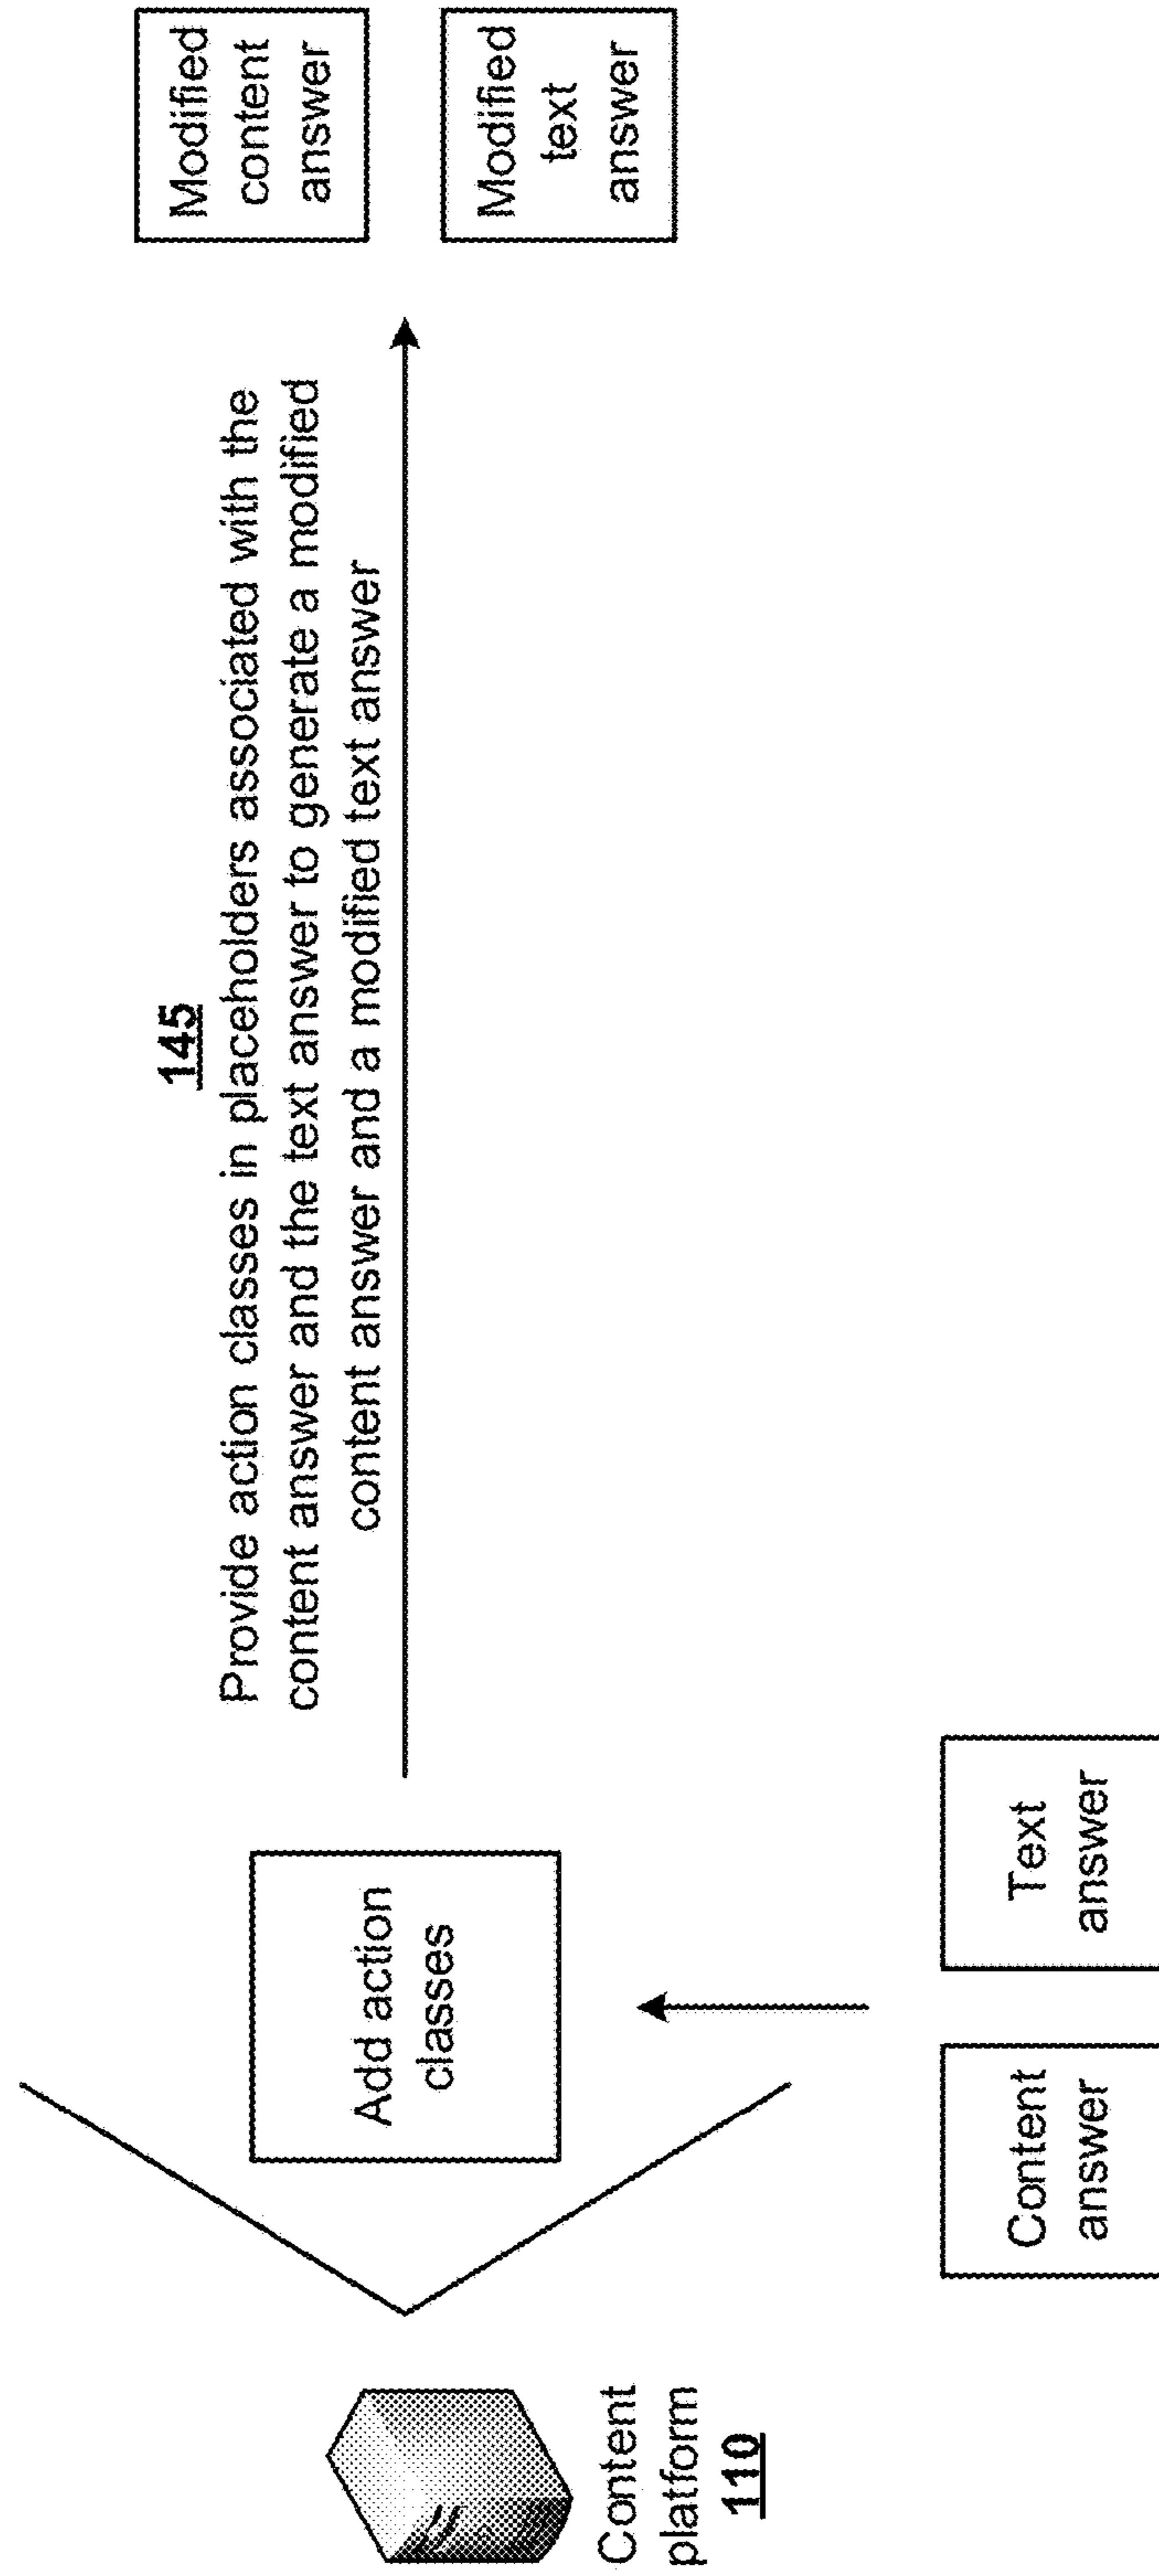 145
Provide action classes in placeholders associated with the
content answer and the text answer to generate a modified
content answer and a modified text answer
Modified
content
answer
Modified
text
answer
Add action
classes
Content
platform
110
Content
answer
Text
answer